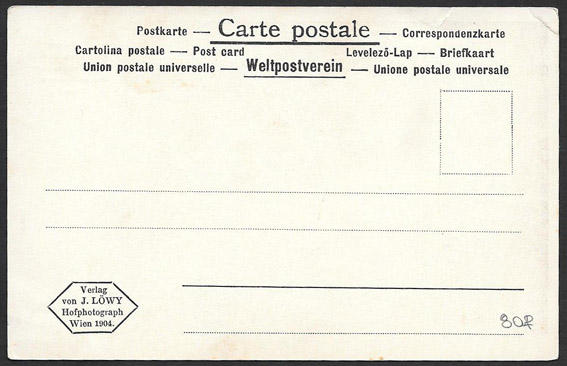 Postkarte — Carte postale — Correspondenzkarte
Cartolina postale — Post card Levelező-Lap — Briefkaart
Union postale universelle — Weltpostverein — Unione postale universale
Verlag
von J. LÖWY
Hofphotograph
Wien 1904.